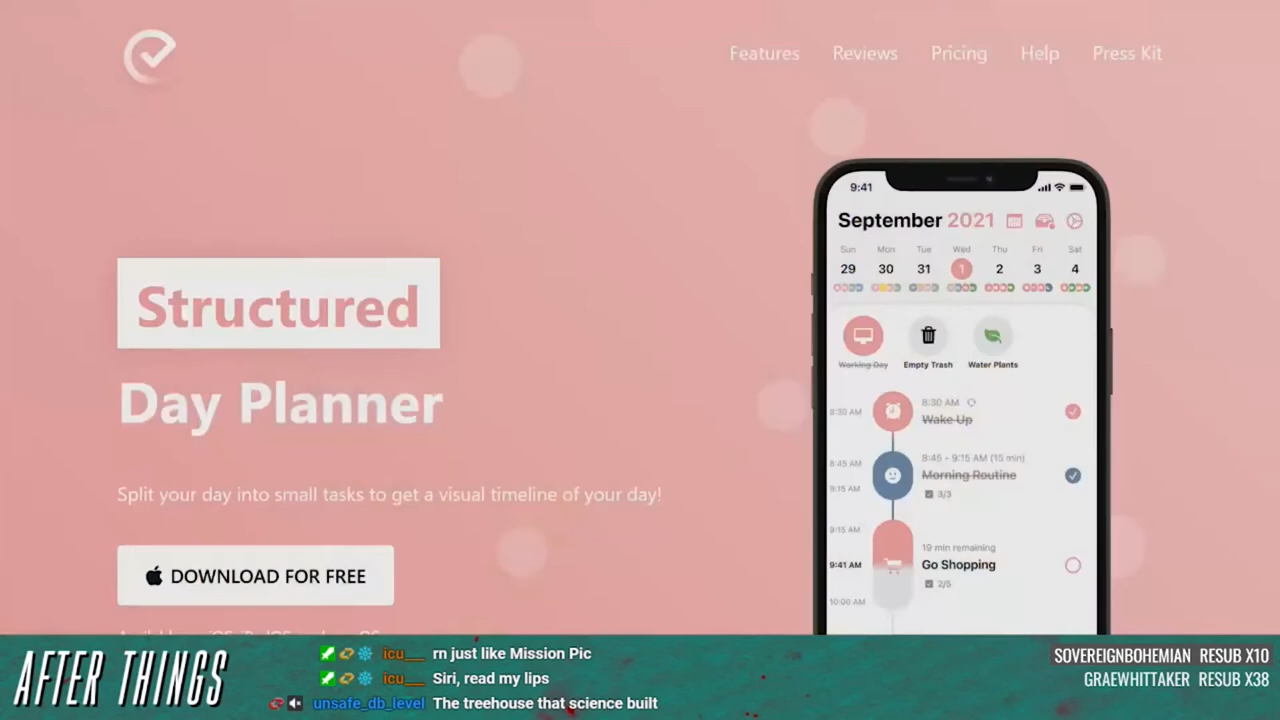 Features Reviews Pricing Help Press Kit
Structured
Day Planner
Split your day into small tasks to get a visual timeline of your day!
DOWNLOAD FOR FREE
9:41
September 2021
Sun Mon Tue Wed Thu Fri Sat
29 30 31 1 2 3 4
Working Day Empty Trash Water Plants
8:30 AM
8:30 AM
Wake Up
8:45 AM
8:45 - 9:15 AM (15 min)
Morning Routine
9:15 AM
3/3
9:15 AM
19 min remaining
9:41 AM
Go Shopping
2/5
10:00 AM
AFTER THINGS
icu__ rn just like Mission Pic
icu__ Siri, read my lips
unsafe_db_level The treehouse that science built
SOVEREIGNBOHEMIAN RESUB X10
GRAEWHITTAKER RESUB X38